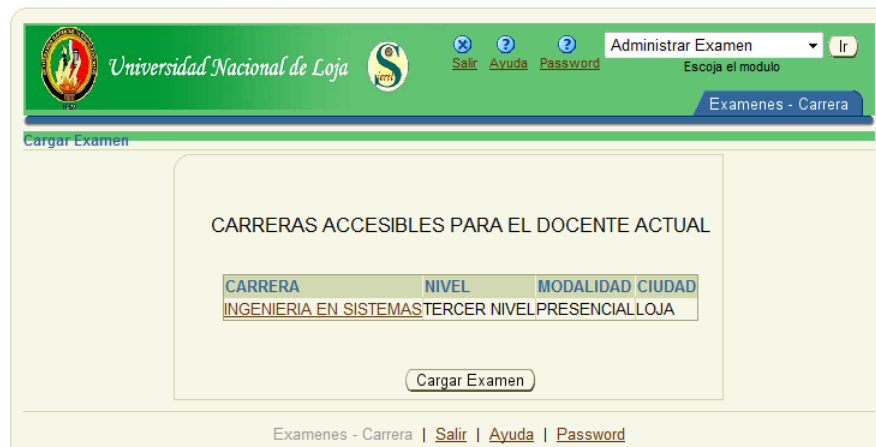 Universidad Nacional de Loja
Salir Ayuda Password
Administrar Examen Ir
Escoja el modulo
Examenes - Carrera
Cargar Examen
CARRERAS ACCESIBLES PARA EL DOCENTE ACTUAL
CARRERA NIVEL MODALIDAD CIUDAD
INGENIERIA EN SISTEMAS TERCER NIVEL PRESENCIAL LOJA
Cargar Examen
Examenes - Carrera | Salir | Ayuda | Password